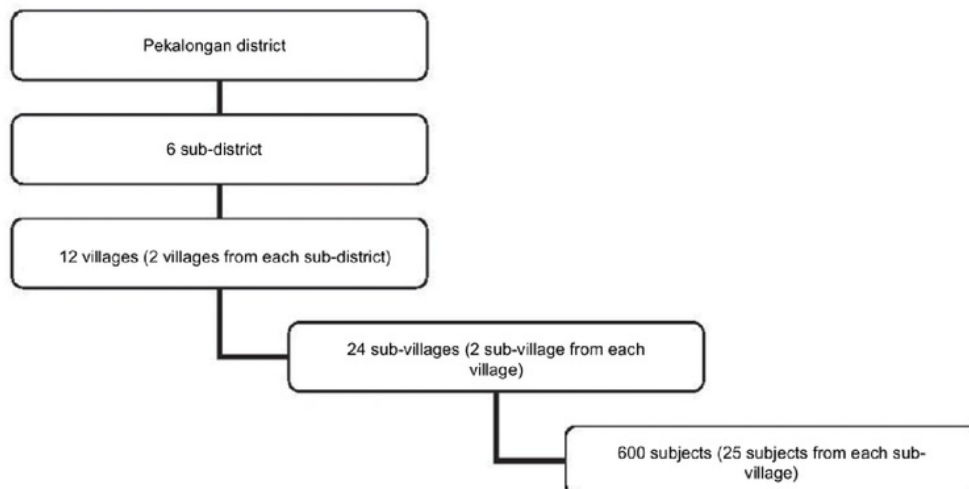 Pekalongan district
6 sub-district
12 villages (2 villages from each sub-district)
24 sub-villages (2 sub-village from each
village)
600 subjects (25 subjects from each sub-
village)